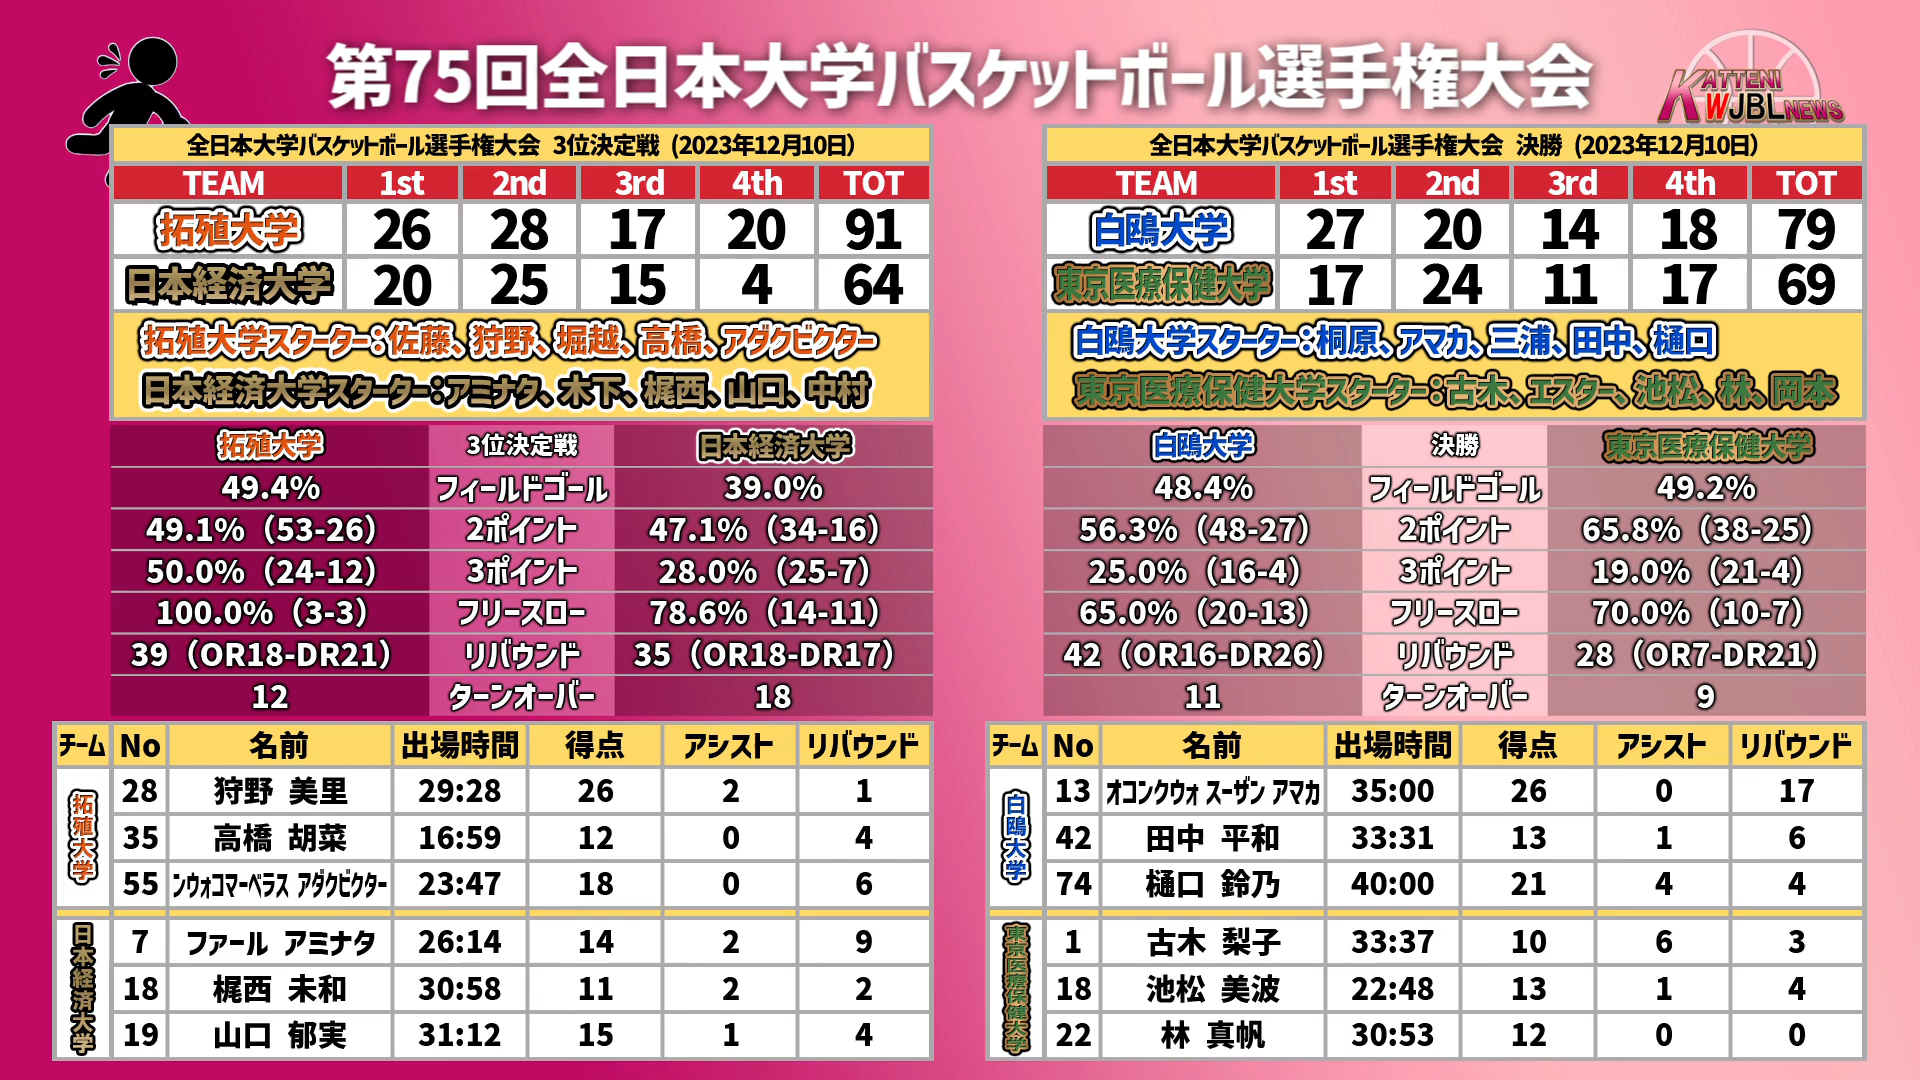 第75回全日本大学バスケットボール選手権大会
KATTENI
WJBL NEWS
全日本大学バスケットボール選手権大会 3位決定戦 (2023年12月10日)
TEAM 1st 2nd 3rd 4th TOT
拓殖大学 26 28 17 20 91
日本経済大学 20 25 15 4 64
拓殖大学スターター：佐藤、狩野、堀越、高橋、アダクビクター
日本経済大学スターター：アミナタ、木下、梶西、山口、中村
拓殖大学 3位決定戦 日本経済大学
49.4% フィールドゴール 39.0%
49.1%（53-26） 2ポイント 47.1%（34-16）
50.0%（24-12） 3ポイント 28.0%（25-7）
100.0%（3-3） フリースロー 78.6%（14-11）
39（OR18-DR21） リバウンド 35（OR18-DR17）
12 ターンオーバー 18
チーム No 名前 出場時間 得点 アシスト リバウンド
拓殖大学
28 狩野 美里 29:28 26 2 1
35 高橋 胡菜 16:59 12 0 4
55 ンウォコマーベラス アダクビクター 23:47 18 0 6
日本経済大学
7 ファール アミナタ 26:14 14 2 9
18 梶西 未和 30:58 11 2 2
19 山口 郁実 31:12 15 1 4
全日本大学バスケットボール選手権大会 決勝 (2023年12月10日)
TEAM 1st 2nd 3rd 4th TOT
白鴎大学 27 20 14 18 79
東京医療保健大学 17 24 11 17 69
白鴎大学スターター：桐原、アマカ、三浦、田中、樋口
東京医療保健大学スターター：古木、エスター、池松、林、岡本
白鴎大学 決勝 東京医療保健大学
48.4% フィールドゴール 49.2%
56.3%（48-27） 2ポイント 65.8%（38-25）
25.0%（16-4） 3ポイント 19.0%（21-4）
65.0%（20-13） フリースロー 70.0%（10-7）
42（OR16-DR26） リバウンド 28（OR7-DR21）
11 ターンオーバー 9
チーム No 名前 出場時間 得点 アシスト リバウンド
白鴎大学
13 オコンクウォ スーザン アマカ 35:00 26 0 17
42 田中 平和 33:31 13 1 6
74 樋口 鈴乃 40:00 21 4 4
東京医療保健大学
1 古木 梨子 33:37 10 6 3
18 池松 美波 22:48 13 1 4
22 林 真帆 30:53 12 0 0